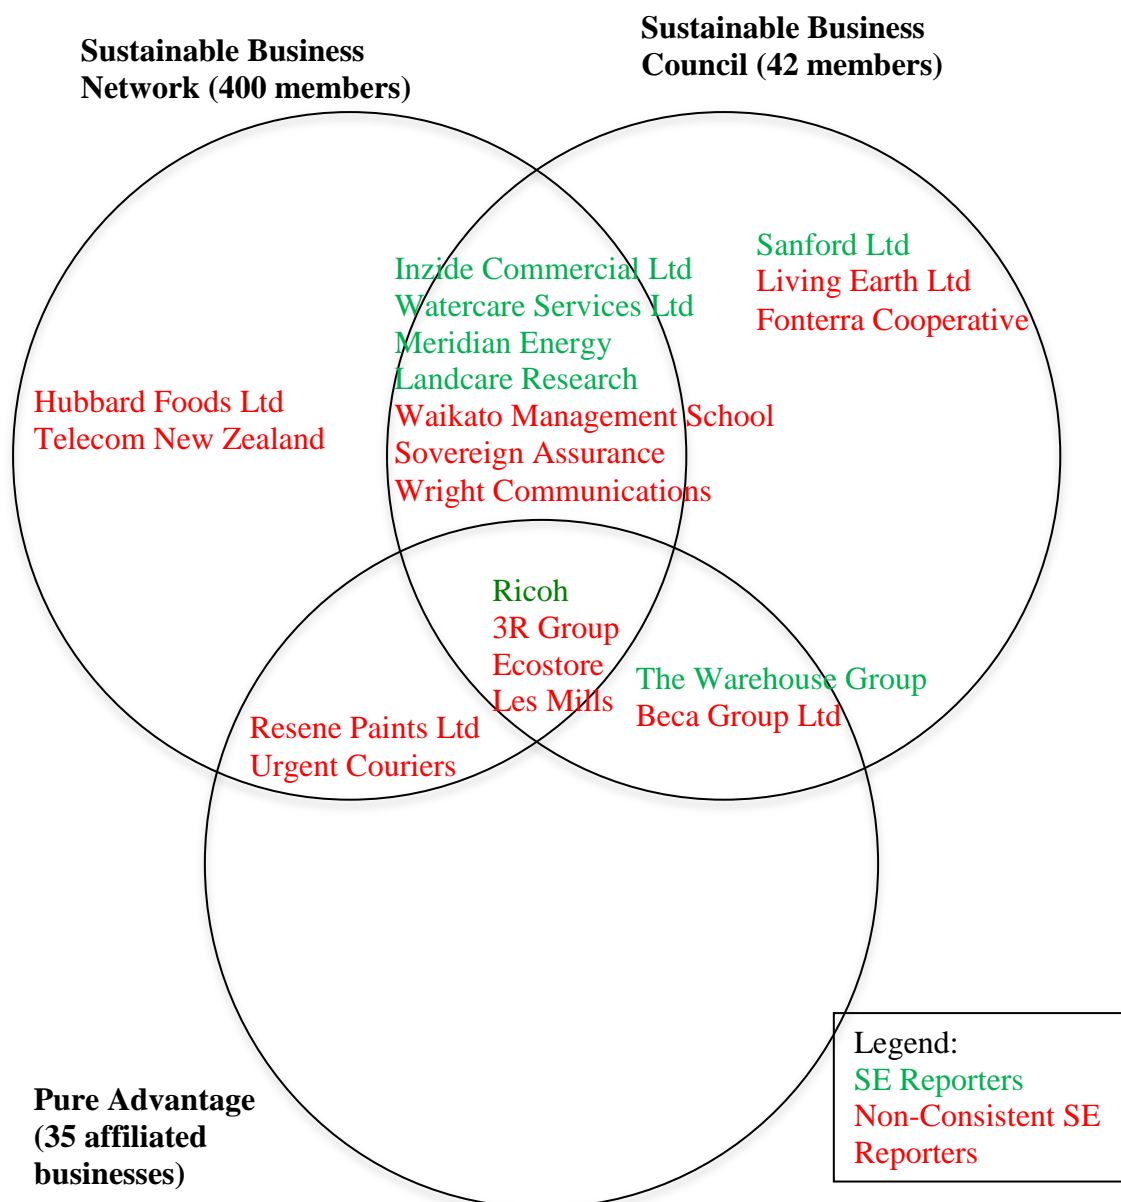 Sustainable Business
Network (400 members)
Sustainable Business
Council (42 members)
Sanford Ltd
Living Earth Ltd
Fonterra Cooperative
Inzide Commercial Ltd
Watercare Services Ltd
Meridian Energy
Landcare Research
Waikato Management School
Sovereign Assurance
Wright Communications
Hubbard Foods Ltd
Telecom New Zealand
Ricoh
3R Group
Ecostore
Les Mills
The Warehouse Group
Beca Group Ltd
Resene Paints Ltd
Urgent Couriers
Pure Advantage
(35 affiliated
businesses)
Legend:
SE Reporters
Non-Consistent SE
Reporters